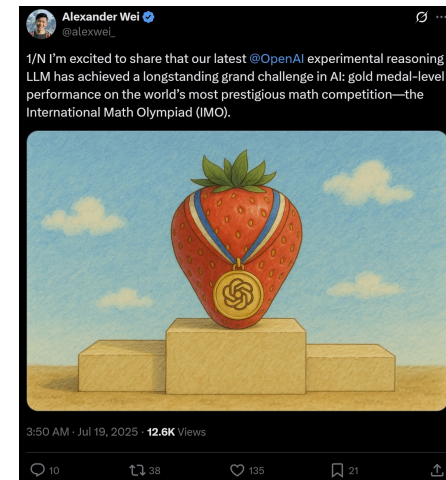 Alexander Wei
@alexwei_
1/N I’m excited to share that our latest @OpenAI experimental reasoning
LLM has achieved a longstanding grand challenge in AI: gold medal-level
performance on the world’s most prestigious math competition—the
International Math Olympiad (IMO).
3:50 AM · Jul 19, 2025 · 12.6K Views
10 38 135 21